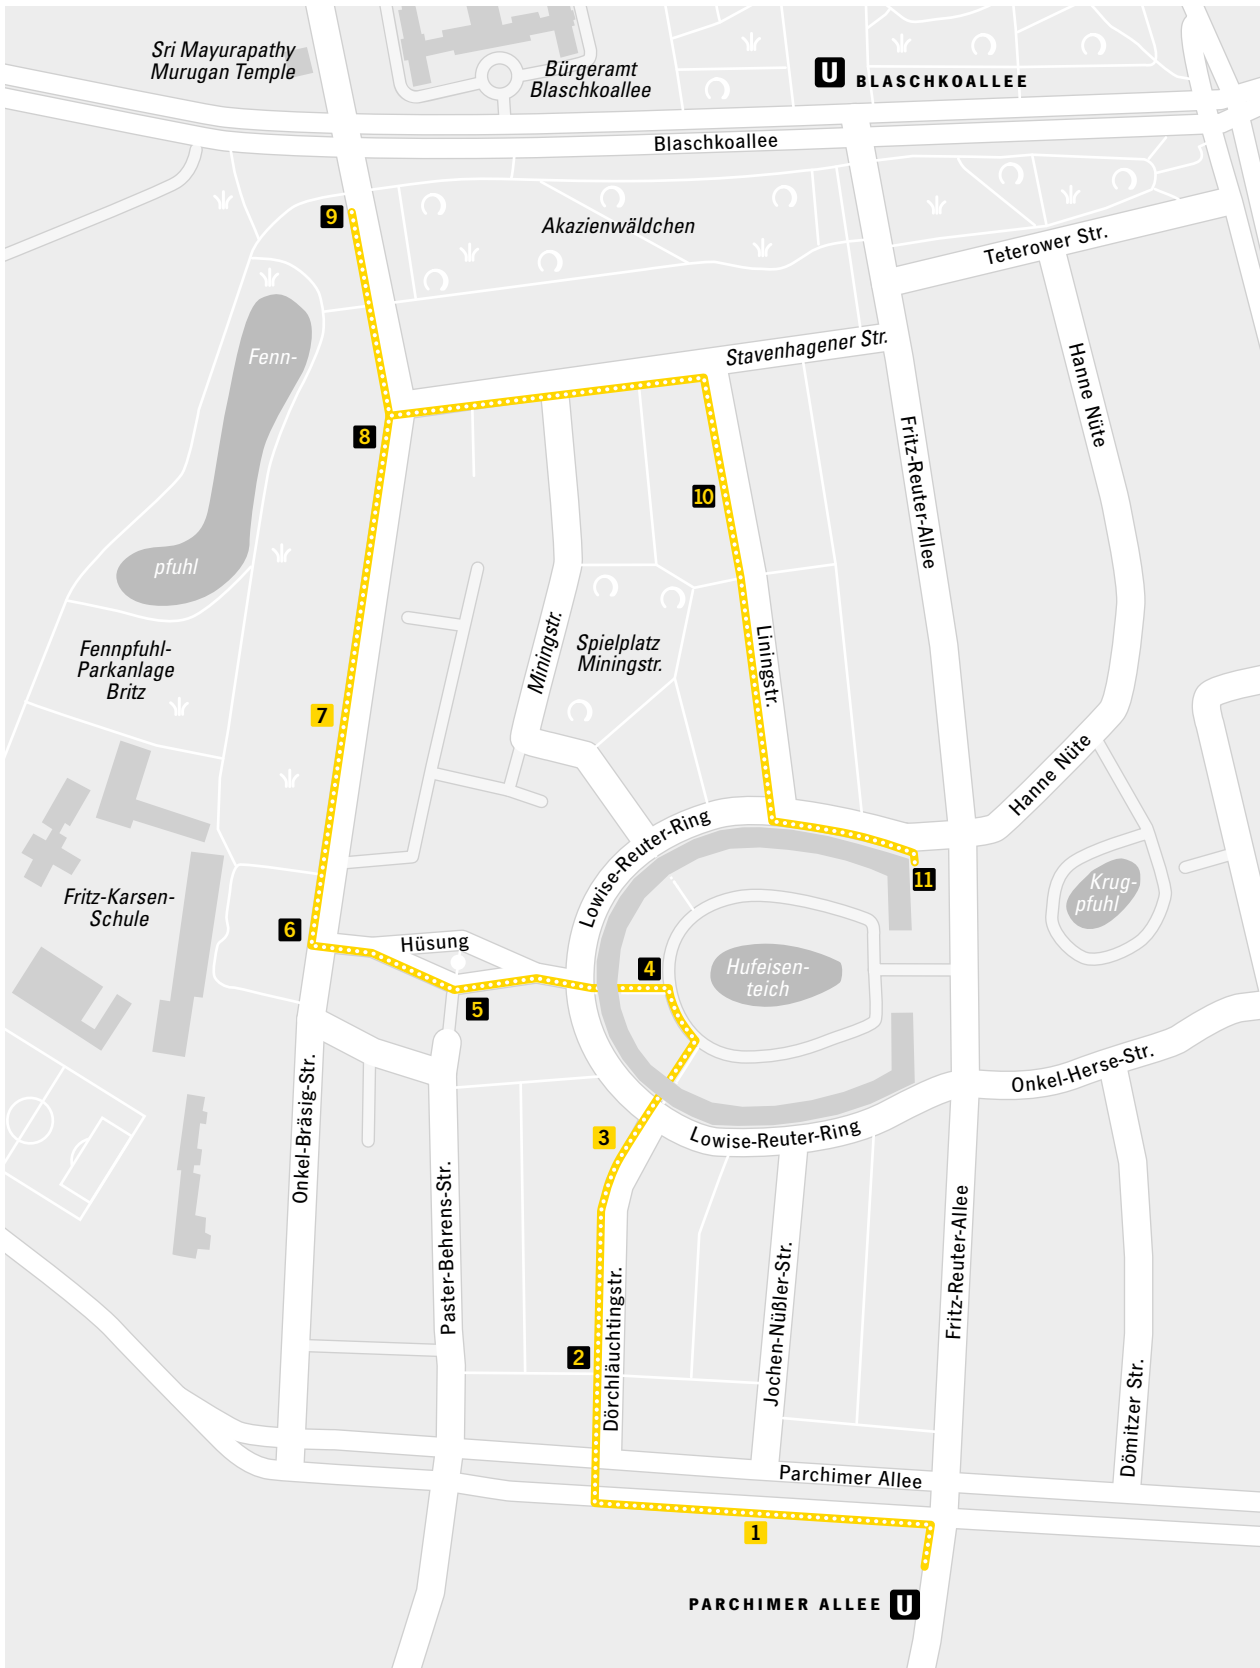 Sri Mayurapathy
Murugan Temple
Bürgeramt
Blaschkoallee
U BLASCHKOALLEE
Blaschkoallee
9
Akazienwäldchen
Teterower Str.
Fenn-
Stavenhagener Str.
Hanne Nüte
8
10
Fritz-Reuter-Allee
pfuhl
Fennpfuhl-
Parkanlage
Britz
Miningstr.
Spielplatz
Miningstr.
Liningstr.
7
Hanne Nüte
Lowise-Reuter-Ring
Fritz-Karsen-
Schule
11
Krug-
pfuhl
6
Hüsung
4
Hufeisen-
teich
5
Onkel-Bräsig-Str.
Onkel-Herse-Str.
3
Lowise-Reuter-Ring
Paster-Behrens-Str.
Dörchläuchtingstr.
Jochen-Nüßler-Str.
Fritz-Reuter-Allee
2
Dömitzer Str.
Parchimer Allee
1
PARCHIMER ALLEE U